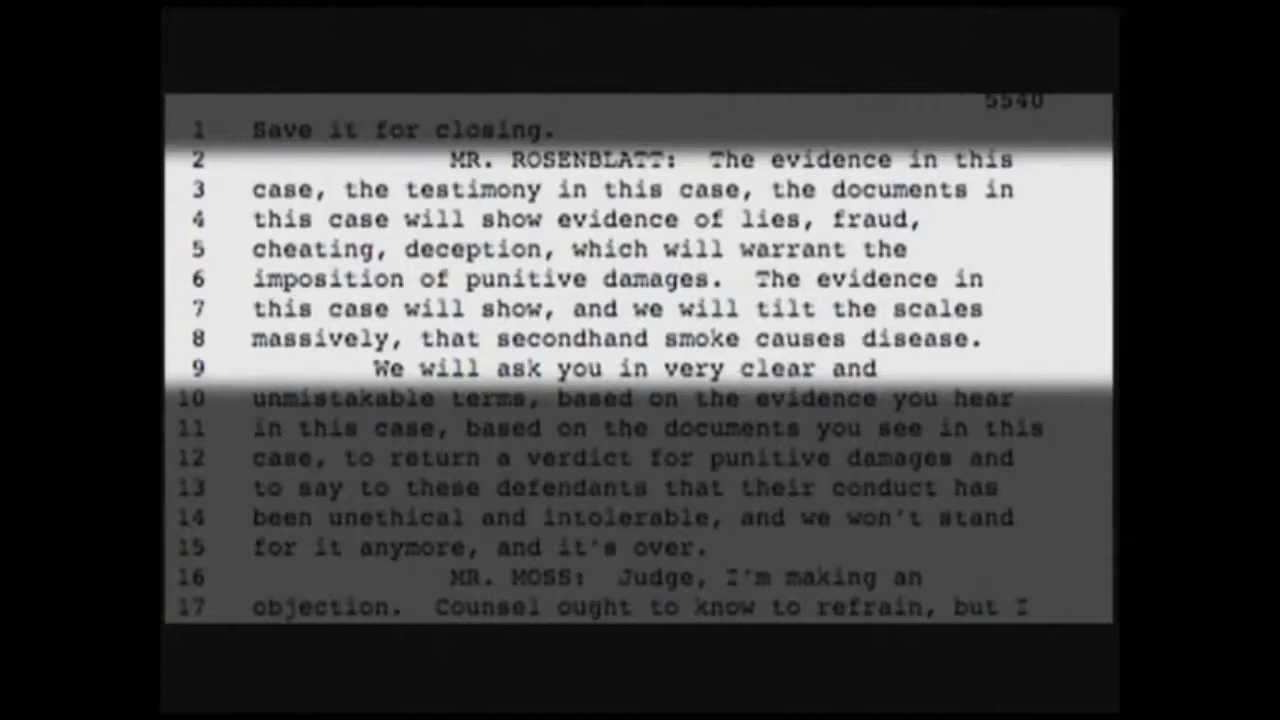 5540
1 Save it for closing.
2 MR. ROSENBLATT: The evidence in this
3 case, the testimony in this case, the documents in
4 this case will show evidence of lies, fraud,
5 cheating, deception, which will warrant the
6 imposition of punitive damages. The evidence in
7 this case will show, and we will tilt the scales
8 massively, that secondhand smoke causes disease.
9 We will ask you in very clear and
10 unmistakable terms, based on the evidence you hear
11 in this case, based on the documents you see in this
12 case, to return a verdict for punitive damages and
13 to say to these defendants that their conduct has
14 been unethical and intolerable, and we won't stand
15 for it anymore, and it's over.
16 MR. MOSS: Judge, I'm making an
17 objection. Counsel ought to know to refrain, but I